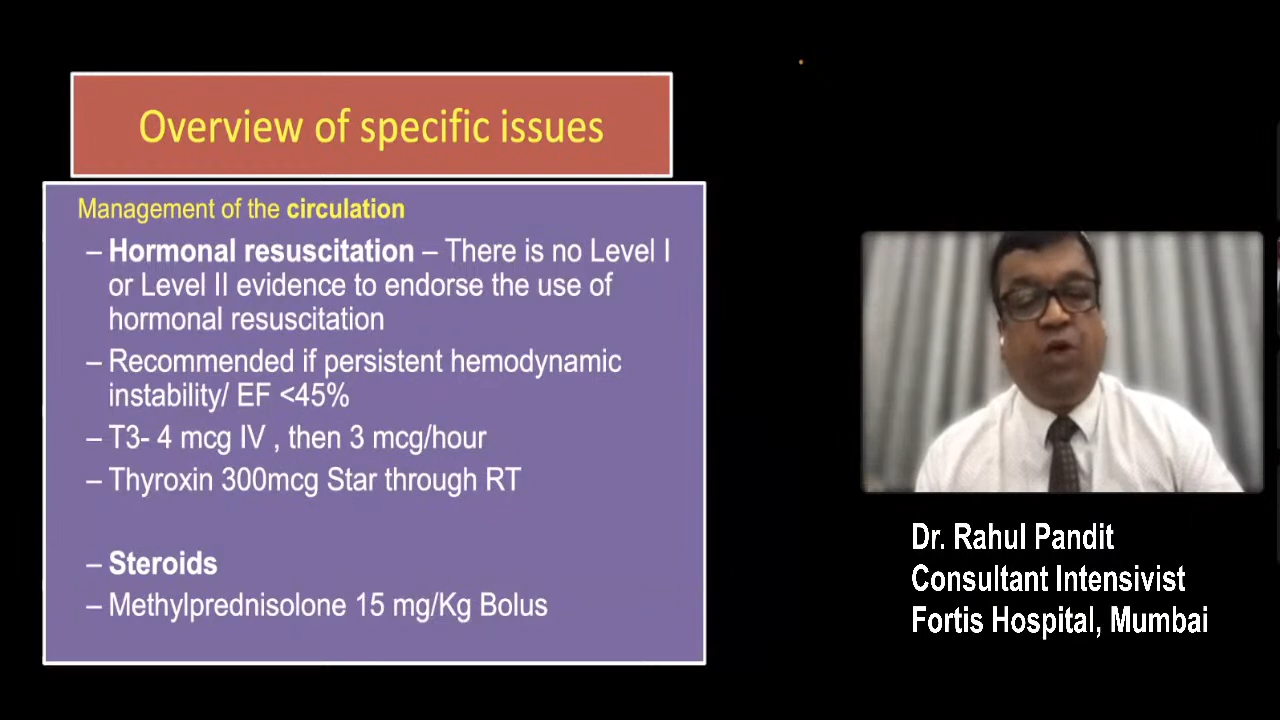 Overview of specific issues
Management of the circulation
– Hormonal resuscitation – There is no Level I
or Level II evidence to endorse the use of
hormonal resuscitation
– Recommended if persistent hemodynamic
instability/ EF <45%
– T3- 4 mcg IV , then 3 mcg/hour
– Thyroxin 300mcg Star through RT
– Steroids
– Methylprednisolone 15 mg/Kg Bolus
Dr. Rahul Pandit
Consultant Intensivist
Fortis Hospital, Mumbai